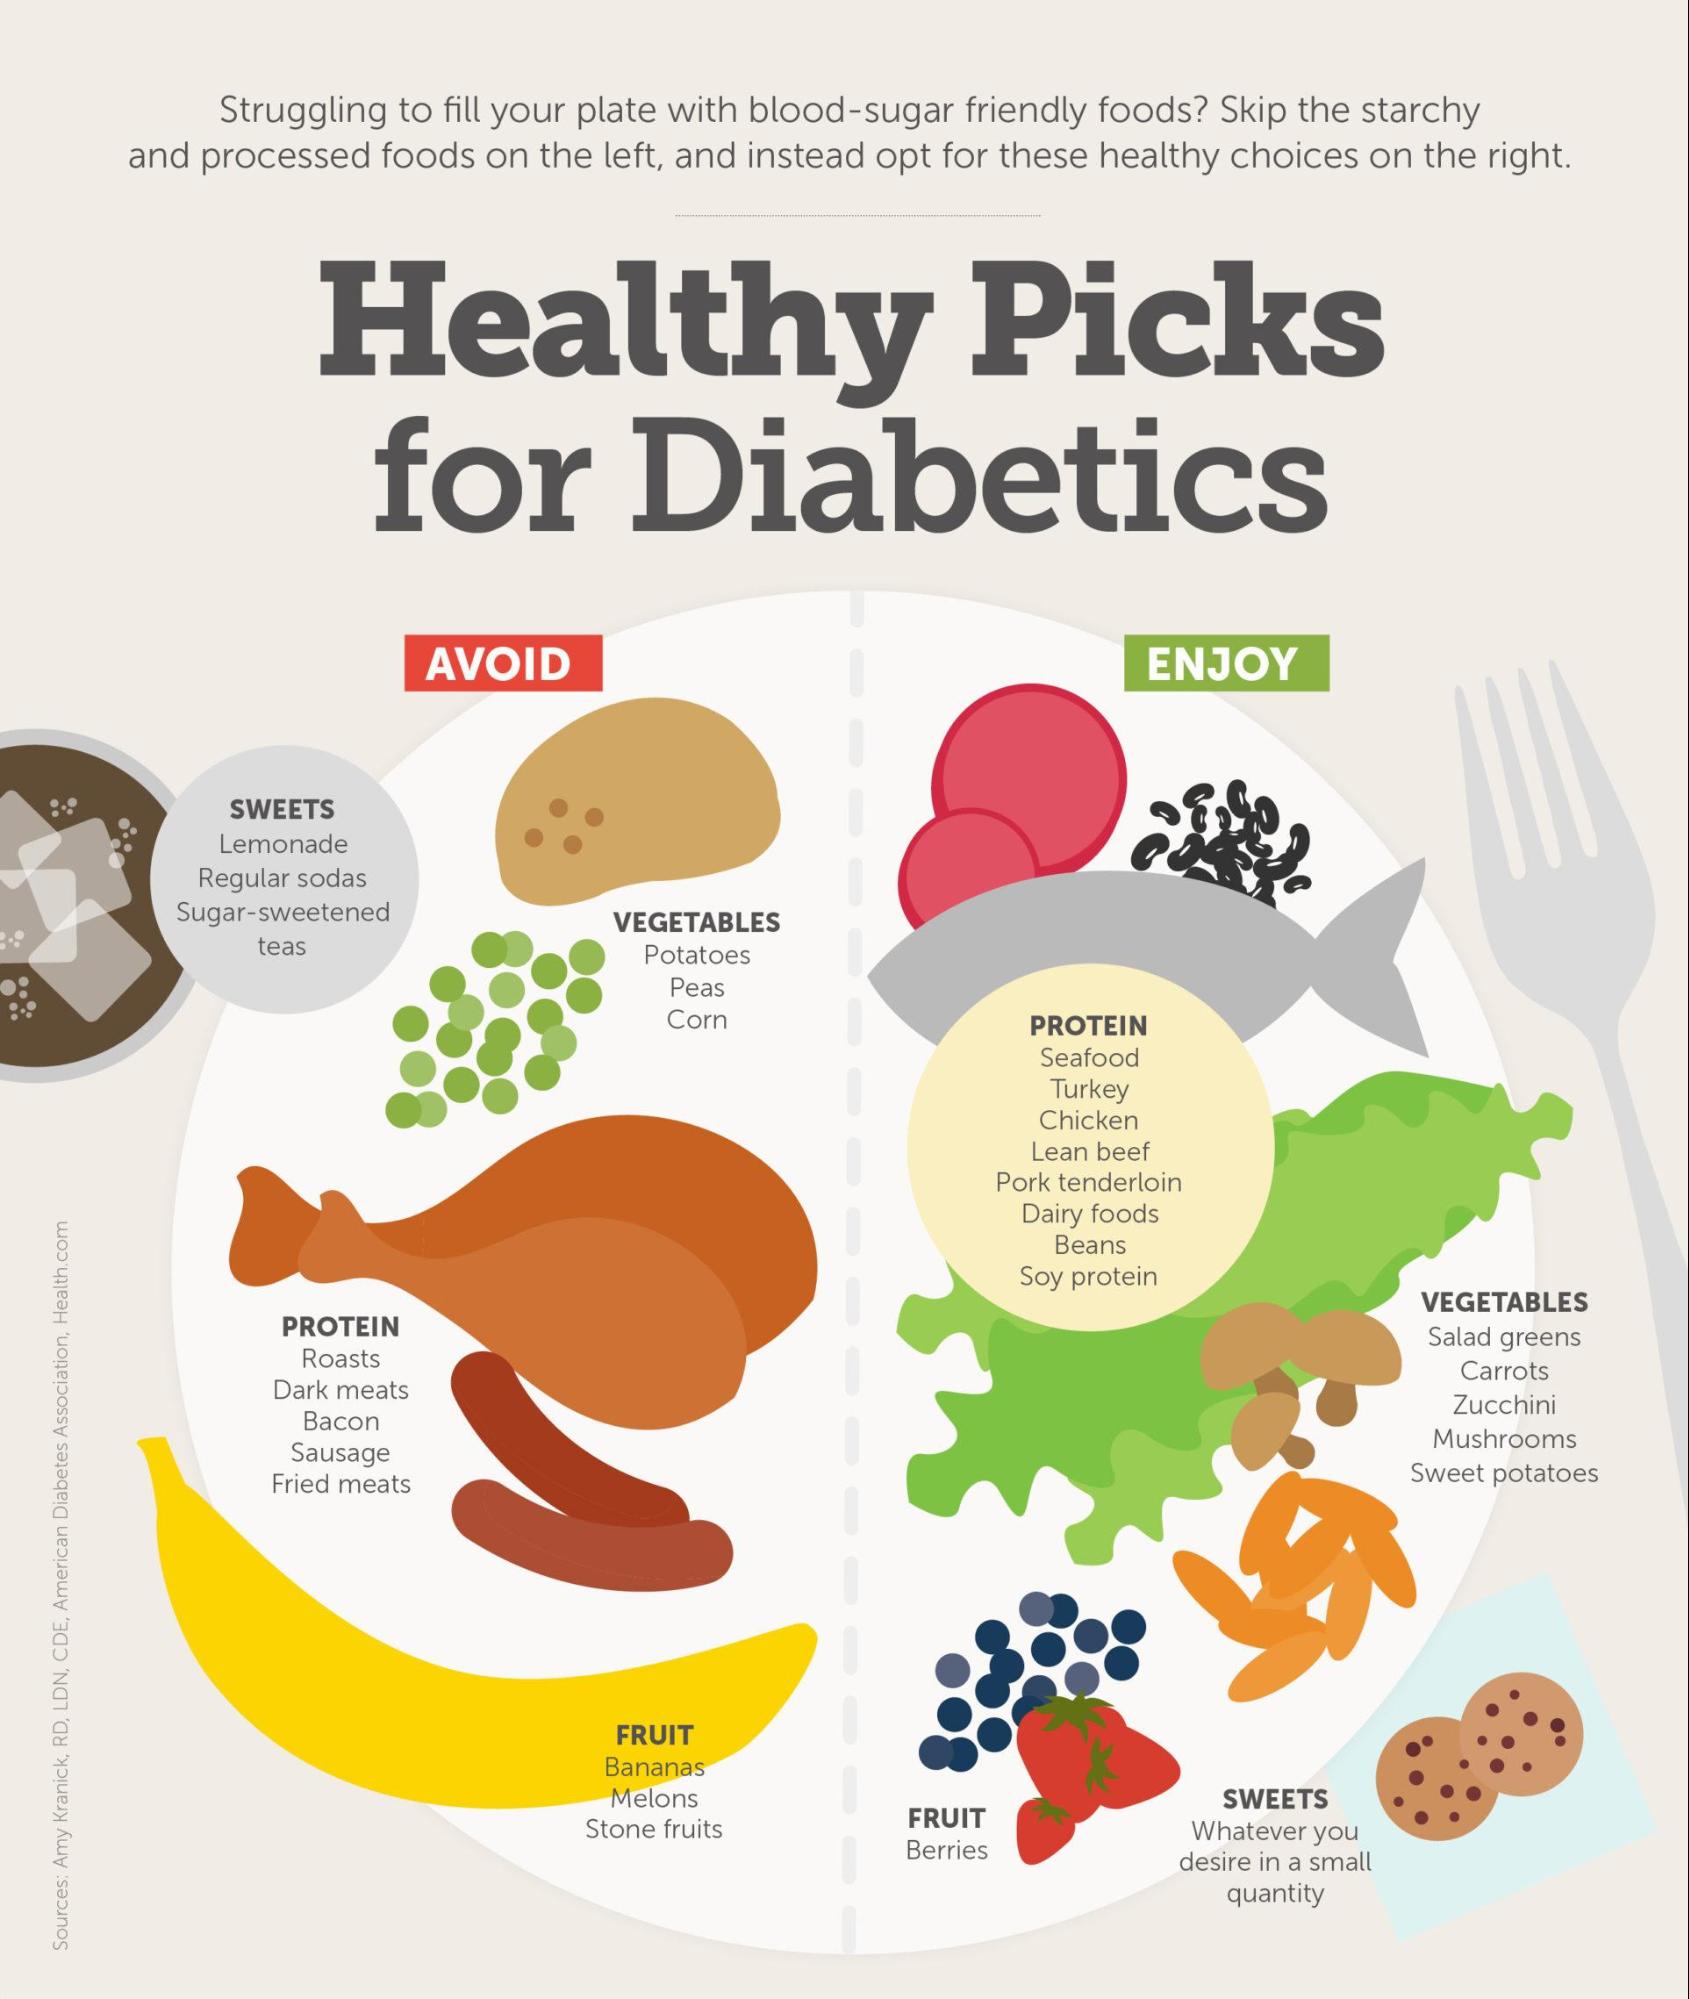 Struggling to fill your plate with blood-sugar friendly foods? Skip the starchy
and processed foods on the left, and instead opt for these healthy choices on the right.
Healthy Picks
for Diabetics
AVOID
SWEETS
Lemonade
Regular sodas
Sugar-sweetened
teas
VEGETABLES
Potatoes
Peas
Corn
PROTEIN
Roasts
Dark meats
Bacon
Sausage
Fried meats
FRUIT
Bananas
Melons
Stone fruits
ENJOY
PROTEIN
Seafood
Turkey
Chicken
Lean beef
Pork tenderloin
Dairy foods
Beans
Soy protein
VEGETABLES
Salad greens
Carrots
Zucchini
Mushrooms
Sweet potatoes
FRUIT
Berries
SWEETS
Whatever you
desire in a small
quantity
Sources: Amy Kranick, RD, LDN, CDE, American Diabetes Association, Health.com